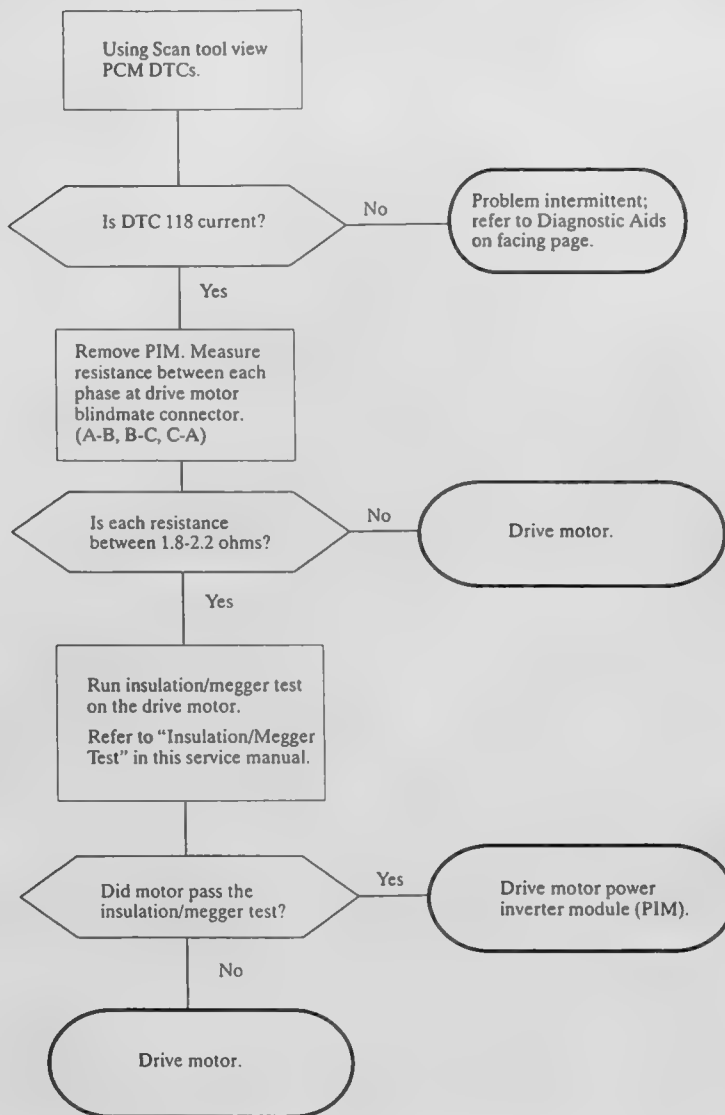 Using Scan tool view
PCM DTCs.
Is DTC 118 current?
No
Problem intermittent;
refer to Diagnostic Aids
on facing page.
Yes
Remove PIM. Measure
resistance between each
phase at drive motor
blindmate connector.
(A-B, B-C, C-A)
Is each resistance
between 1.8-2.2 ohms?
No
Drive motor.
Yes
Run insulation/megger test
on the drive motor.
Refer to “Insulation/Megger
Test” in this service manual.
Did motor pass the
insulation/megger test?
Yes
Drive motor power
inverter module (PIM).
No
Drive motor.